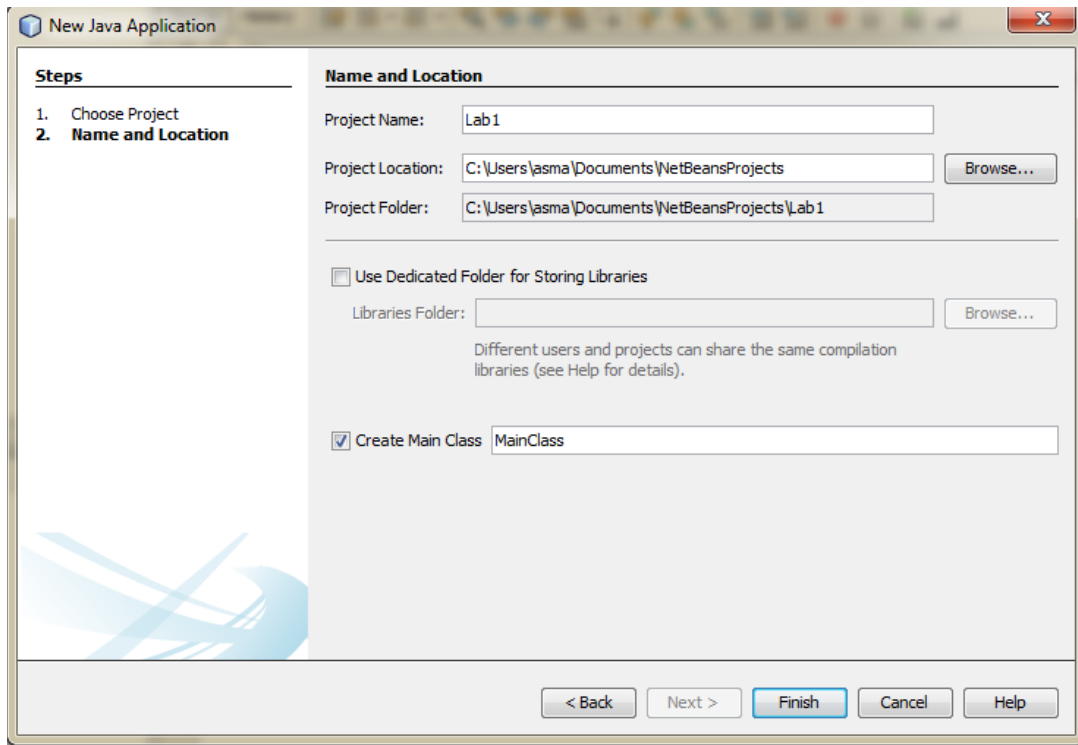 New Java Application
Steps
1. Choose Project
2. Name and Location
Name and Location
Project Name: Lab1
Project Location: C:\Users\asma\Documents\NetBeansProjects Browse...
Project Folder: C:\Users\asma\Documents\NetBeansProjects\Lab1
Use Dedicated Folder for Storing Libraries
Libraries Folder: Browse...
Different users and projects can share the same compilation
libraries (see Help for details).
Create Main Class MainClass
< Back Next > Finish Cancel Help